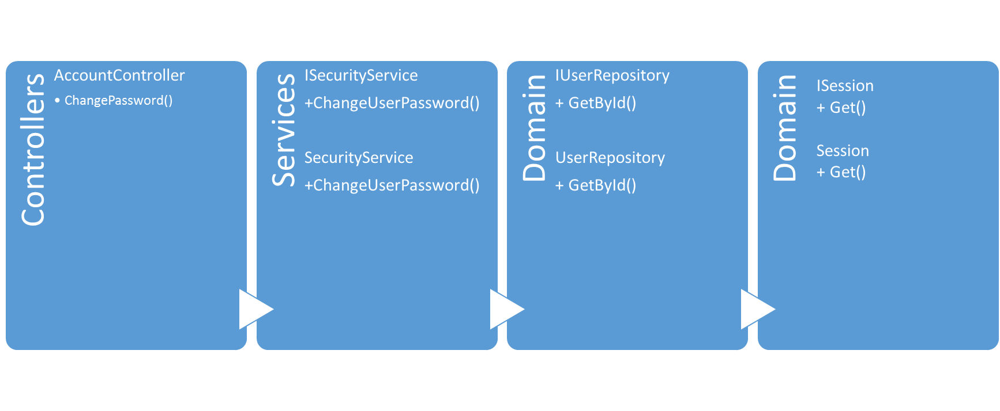 Controllers
AccountController
• ChangePassword()
Services
ISecurityService
+ChangeUserPassword()
SecurityService
+ChangeUserPassword()
Domain
IUserRepository
+ GetById()
UserRepository
+ GetById()
Domain
ISession
+ Get()
Session
+ Get()